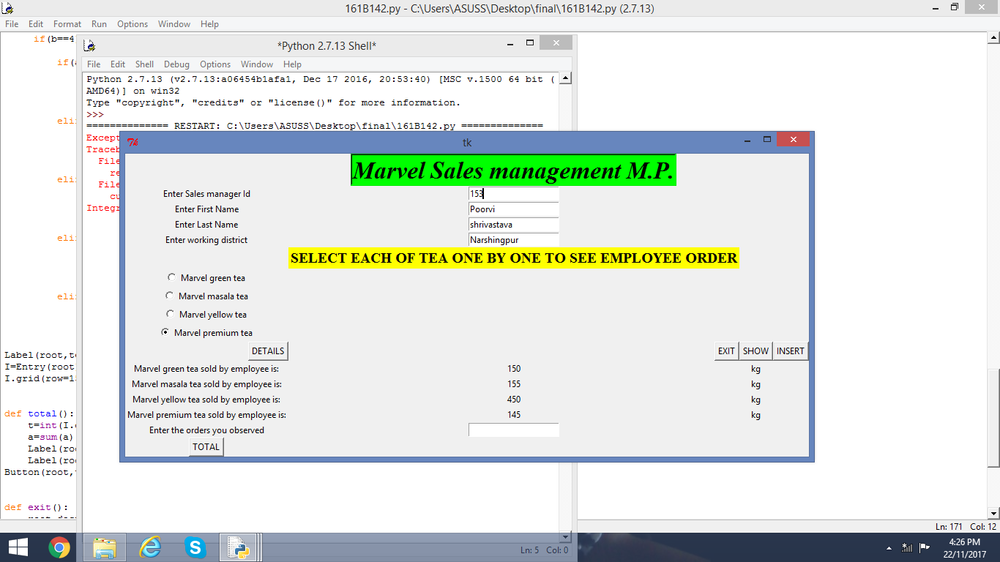 161B142.py - C:\Users\ASUSS\Desktop\final\161B142.py (2.7.13)
File Edit Format Run Options Window Help
if(b==4
if(a
elif
elif
elif
elif
Label(root,te
I=Entry(root
I.grid(row=15
def total():
t=int(I.
a=sum(a)
Label(roo
Label(roo
Button(root,
def exit():
*Python 2.7.13 Shell*
File Edit Shell Debug Options Window Help
Python 2.7.13 (v2.7.13:a06454b1afa1, Dec 17 2016, 20:53:40) [MSC v.1500 64 bit (
AMD64)] on win32
Type "copyright", "credits" or "license()" for more information.
>>>
============== RESTART: C:\Users\ASUSS\Desktop\final\161B142.py ==============
Except
Traceb
File
re
File
cu
Integr
tk
Marvel Sales management M.P.
Enter Sales manager Id 153
Enter First Name Poorvi
Enter Last Name shrivastava
Enter working district Narshingpur
SELECT EACH OF TEA ONE BY ONE TO SEE EMPLOYEE ORDER
Marvel green tea
Marvel masala tea
Marvel yellow tea
Marvel premium tea
DETAILS EXIT SHOW INSERT
Marvel green tea sold by employee is: 150 kg
Marvel masala tea sold by employee is: 155 kg
Marvel yellow tea sold by employee is: 450 kg
Marvel premium tea sold by employee is: 145 kg
Enter the orders you observed
TOTAL
Ln: 171 Col: 12
Ln: 5 Col: 0
4:26 PM
22/11/2017